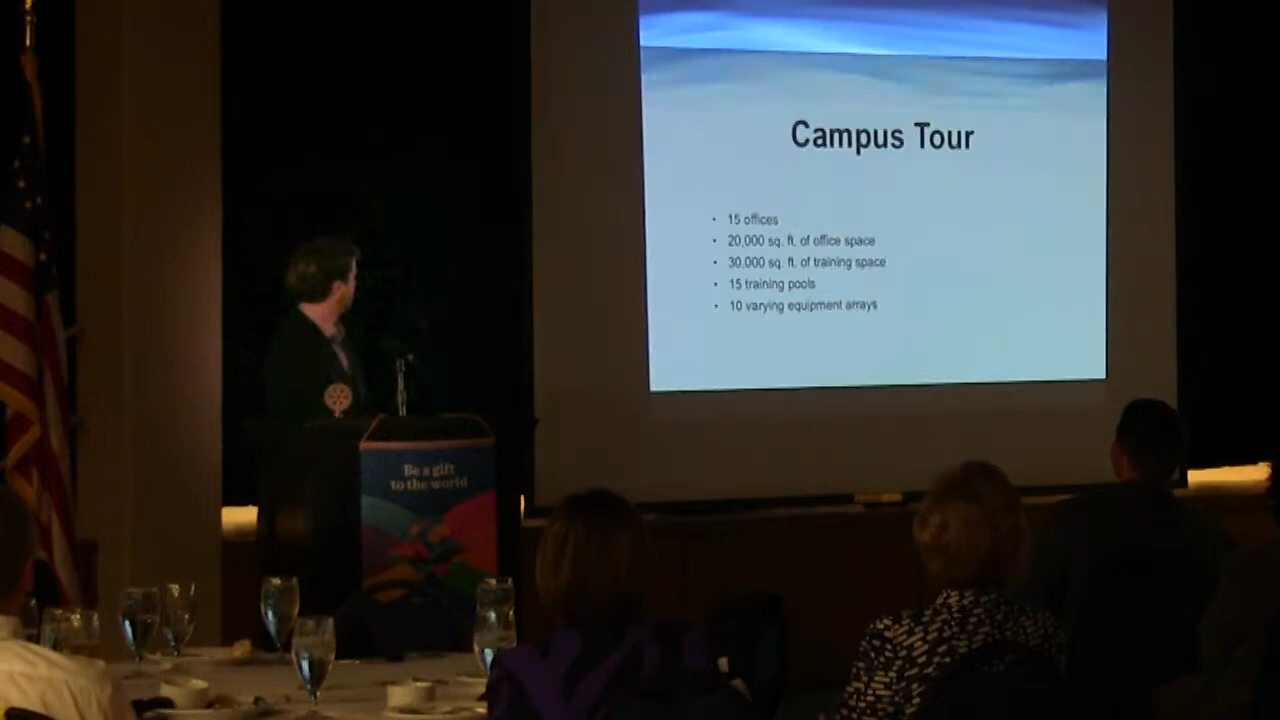 Campus Tour
• 15 offices
• 20,000 sq. ft. of office space
• 30,000 sq. ft. of training space
• 15 training pools
• 10 varying equipment arrays
Be a gift
to the world